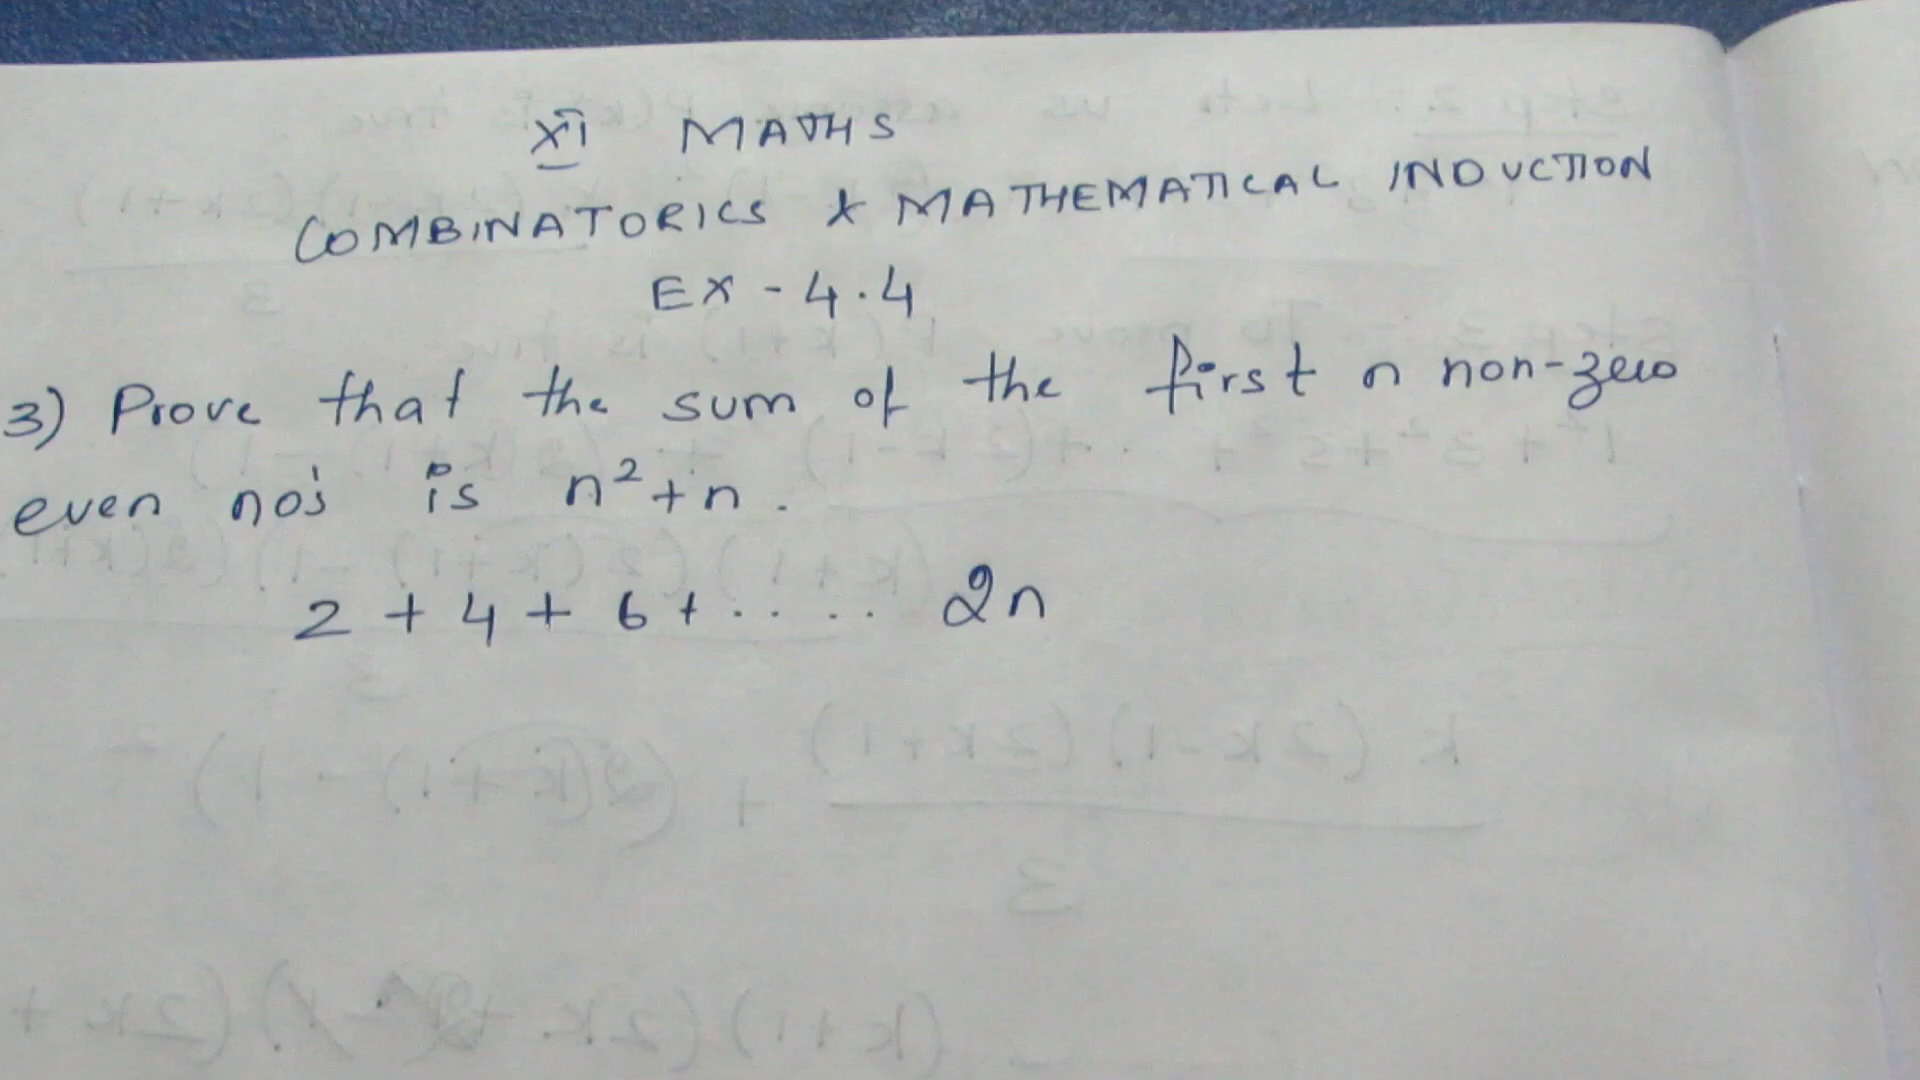 XI MATHS
COMBINATORICS & MATHEMATICAL INDUCTION
EX - 4.4
3) Prove that the sum of the first n non-zero
even no's is n²+n.
2 + 4 + 6 + ..... 2n